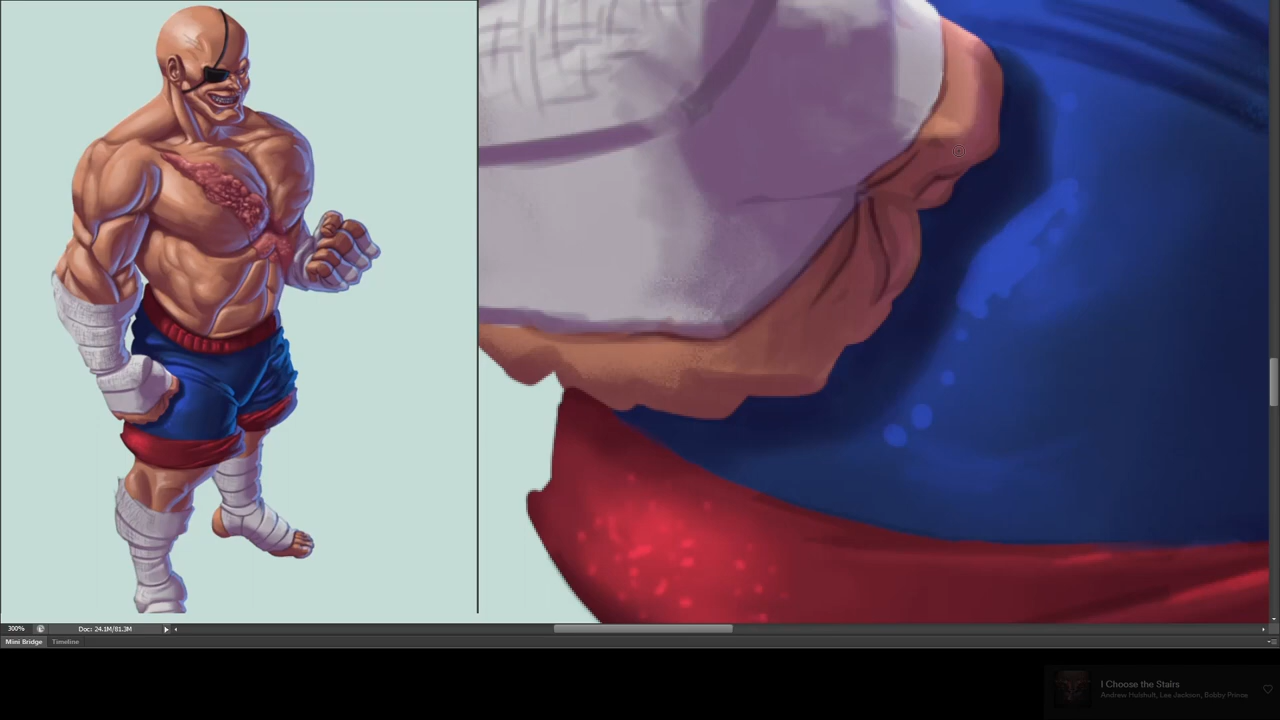 300%
Doc: 24.1M/81.3M
Mini Bridge
Timeline
I Choose the Stairs
Andrew Hulshult, Lee Jackson, Bobby Prince